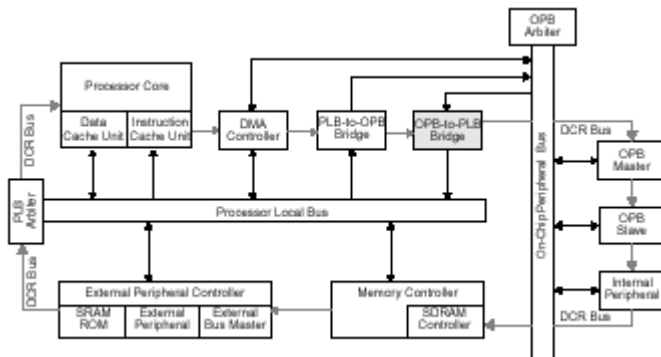 OPB
Arbiter
Processor Core
Data
Cache Unit
Instruction
Cache Unit
DMA
Controller
PLB-to-OPB
Bridge
OPB-to-PLB
Bridge
DCR Bus
DCR Bus
OPB
Master
On-Chip Peripheral Bus
PLB
Arbiter
Processor Local Bus
OPB
Slave
DCR Bus
External Peripheral Controller
SRAM
ROM
External
Peripheral
External
Bus Master
Memory Controller
SDRAM
Controller
Internal
Peripheral
DCR Bus